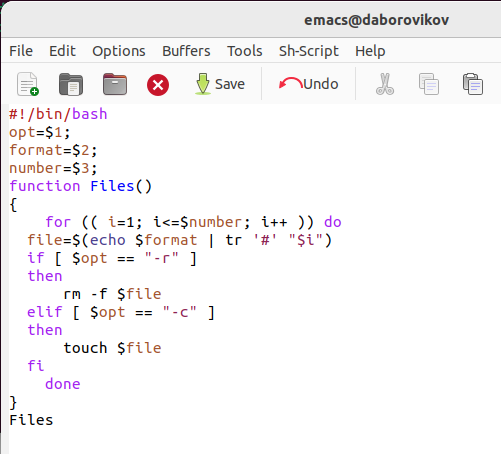 emacs@daborovikov
File Edit Options Buffers Tools Sh-Script Help
Save Undo
#!/bin/bash
opt=$1;
format=$2;
number=$3;
function Files()
{
    for (( i=1; i<=$number; i++ )) do
  file=$(echo $format | tr '#' "$i")
  if [ $opt == "-r" ]
  then
      rm -f $file
  elif [ $opt == "-c" ]
  then
      touch $file
  fi
    done
}
Files